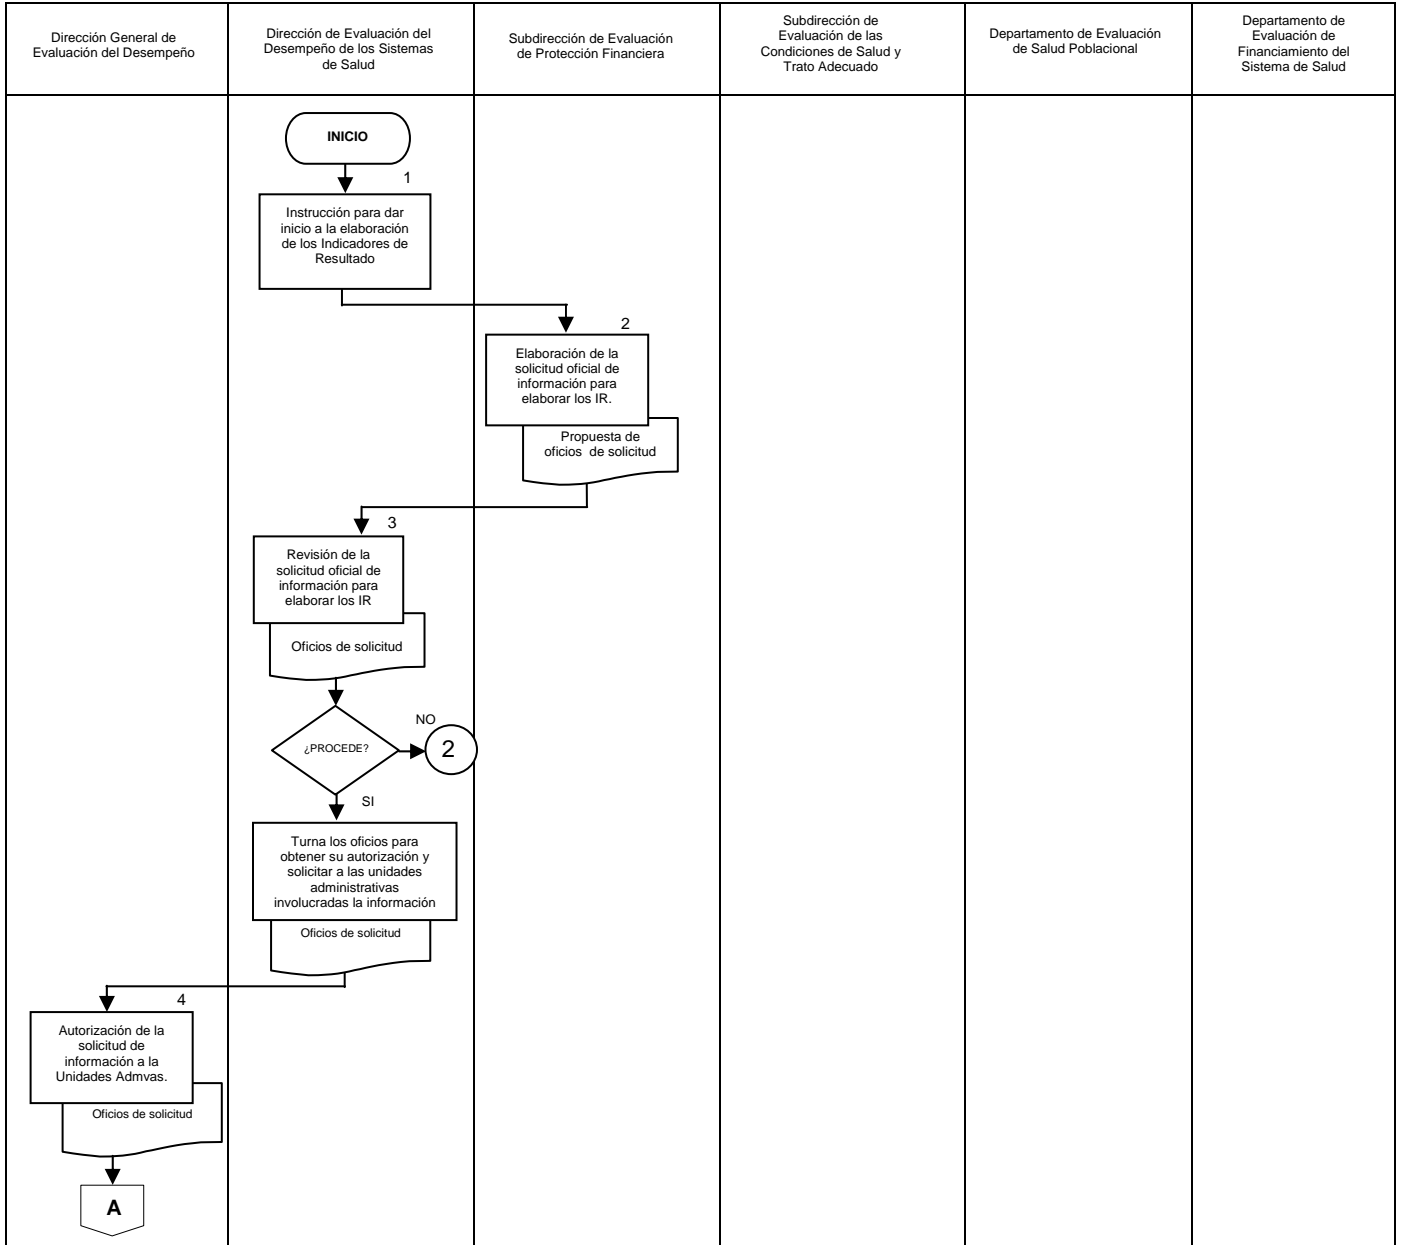 Dirección General de
Evaluación del Desempeño
Dirección de Evaluación del
Desempeño de los Sistemas
de Salud
Subdirección de Evaluación
de Protección Financiera
Subdirección de
Evaluación de las
Condiciones de Salud y
Trato Adecuado
Departamento de Evaluación
de Salud Poblacional
Departamento de
Evaluación de
Financiamiento del
Sistema de Salud
INICIO
1
Instrucción para dar
inicio a la elaboración
de los Indicadores de
Resultado
2
Elaboración de la
solicitud oficial de
información para
elaborar los IR.
Propuesta de
oficios de solicitud
3
Revisión de la
solicitud oficial de
información para
elaborar los IR
Oficios de solicitud
¿PROCEDE?
NO
2
SI
Turna los oficios para
obtener su autorización y
solicitar a las unidades
administrativas
involucradas la información
Oficios de solicitud
4
Autorización de la
solicitud de
información a la
Unidades Admvas.
Oficios de solicitud
A